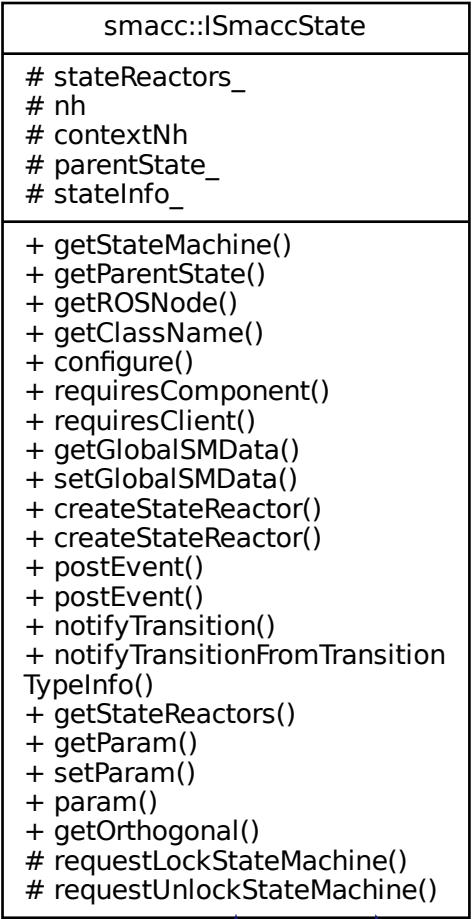 smacc::ISmaccState
# stateReactors_
# nh
# contextNh
# parentState_
# stateInfo_
+ getStateMachine()
+ getParentState()
+ getROSNode()
+ getClassName()
+ configure()
+ requiresComponent()
+ requiresClient()
+ getGlobalSMData()
+ setGlobalSMData()
+ createStateReactor()
+ createStateReactor()
+ postEvent()
+ postEvent()
+ notifyTransition()
+ notifyTransitionFromTransition
TypeInfo()
+ getStateReactors()
+ getParam()
+ setParam()
+ param()
+ getOrthogonal()
# requestLockStateMachine()
# requestUnlockStateMachine()